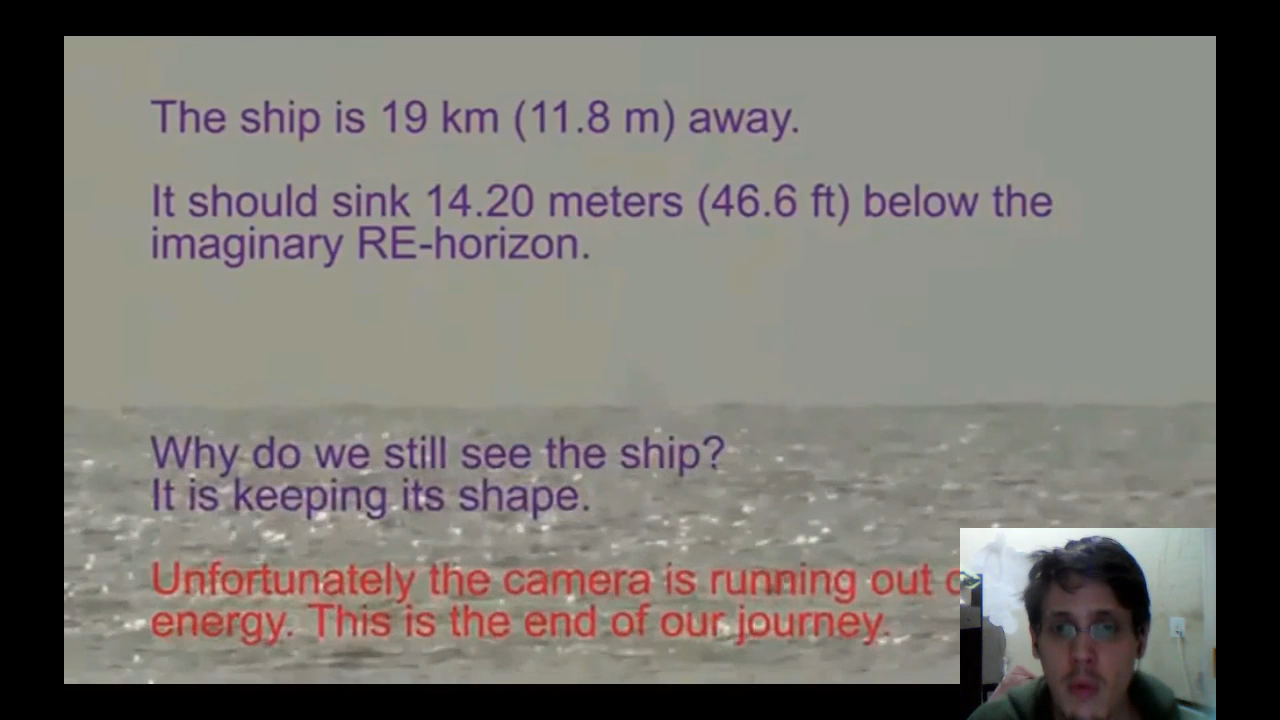 The ship is 19 km (11.8 m) away.
It should sink 14.20 meters (46.6 ft) below the
imaginary RE-horizon.
Why do we still see the ship?
It is keeping its shape.
Unfortunately the camera is running out
energy. This is the end of our journey.